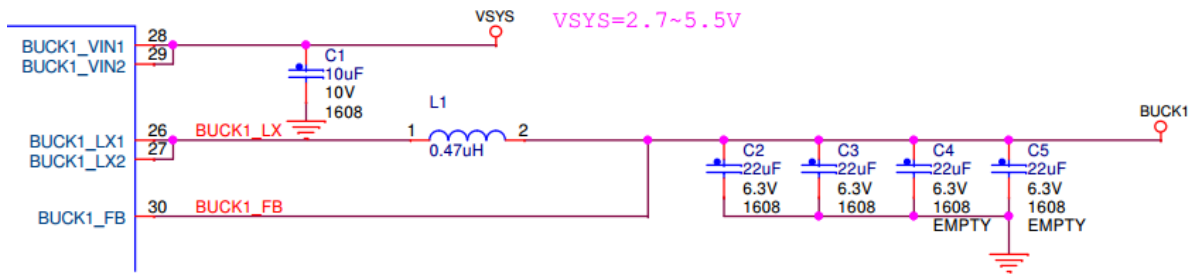 VSYS
VSYS=2.7~5.5V
BUCK1_VIN1
28
BUCK1_VIN2
29
C1
10uF
10V
1608
BUCK1_LX1
26
BUCK1_LX
BUCK1_LX2
27
L1
1
2
0.47uH
BUCK1
C2
22uF
6.3V
1608
C3
22uF
6.3V
1608
C4
22uF
6.3V
1608
EMPTY
C5
22uF
6.3V
1608
EMPTY
BUCK1_FB
30
BUCK1_FB